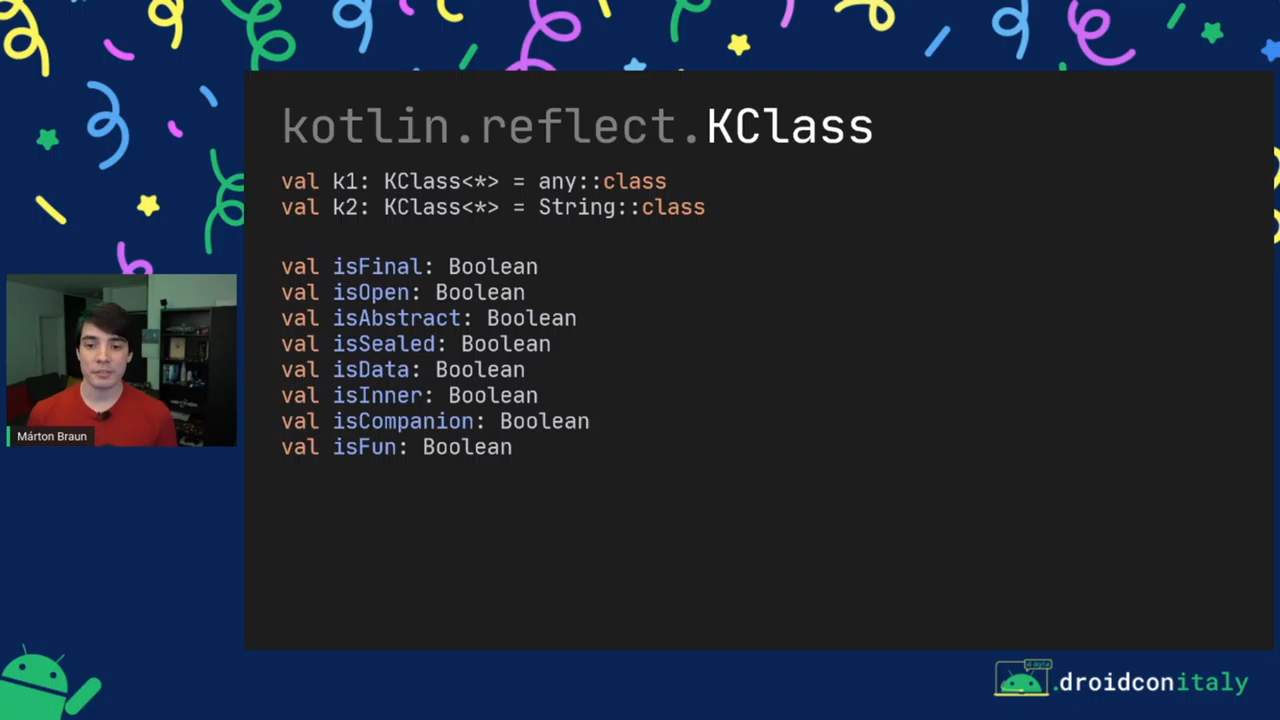 kotlin.reflect.KClass
val k1: KClass<*> = any::class
val k2: KClass<*> = String::class
val isFinal: Boolean
val isOpen: Boolean
val isAbstract: Boolean
val isSealed: Boolean
val isData: Boolean
val isInner: Boolean
val isCompanion: Boolean
val isFun: Boolean
Márton Braun
.droidconitaly